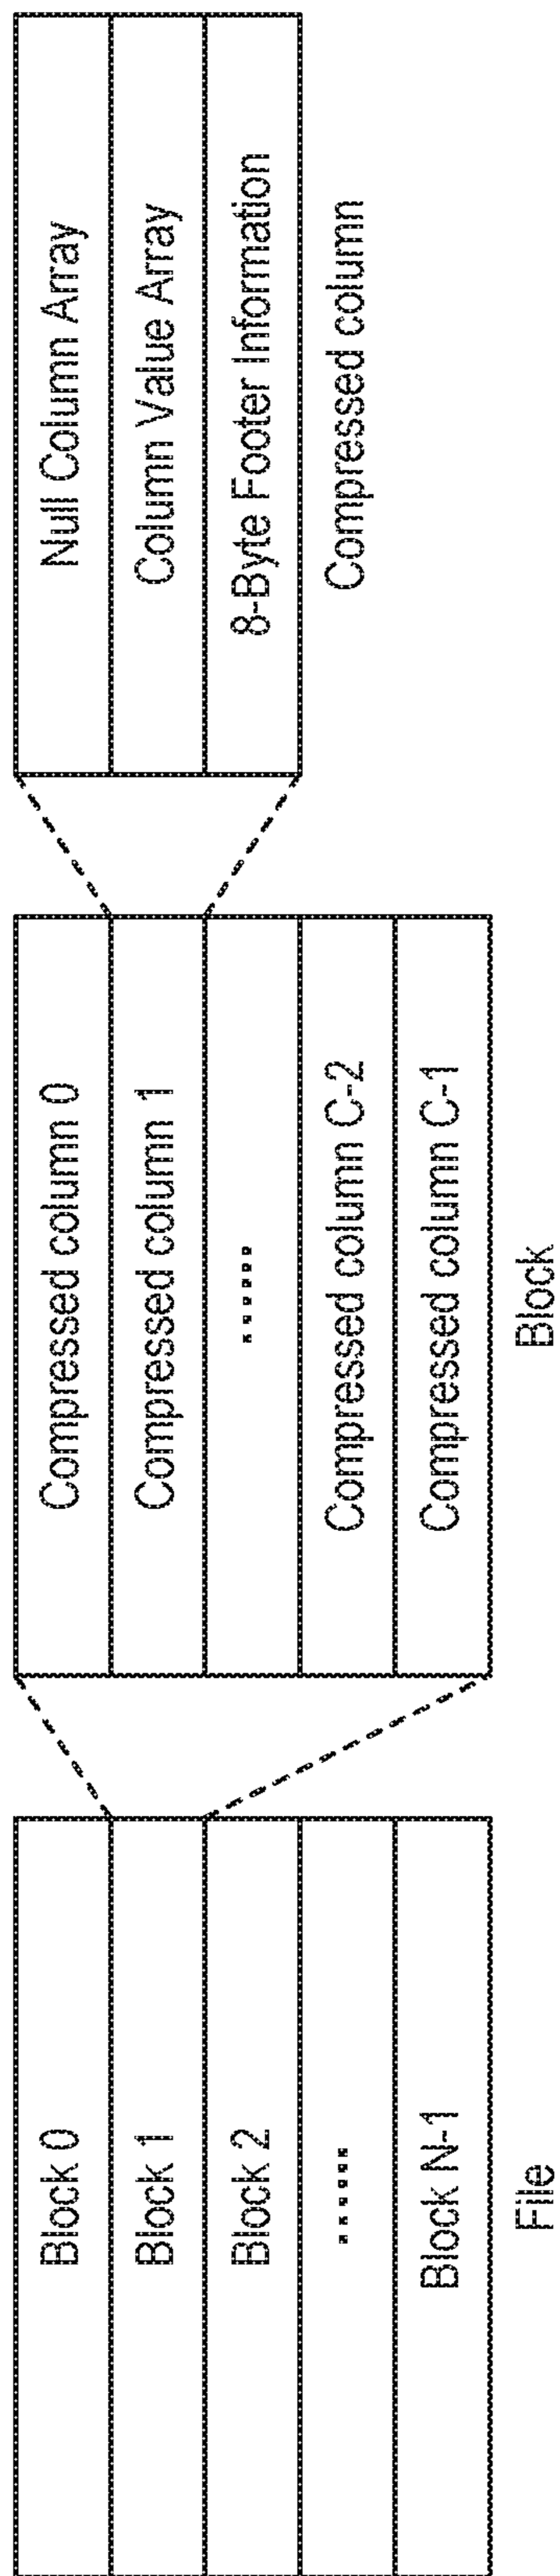 Block 0
Block 1
Block 2
......
Block N-1
File
Compressed column 0
Compressed column 1
......
Compressed column C-2
Compressed column C-1
Block
Null Column Array
Column Value Array
8-Byte Footer Information
Compressed column